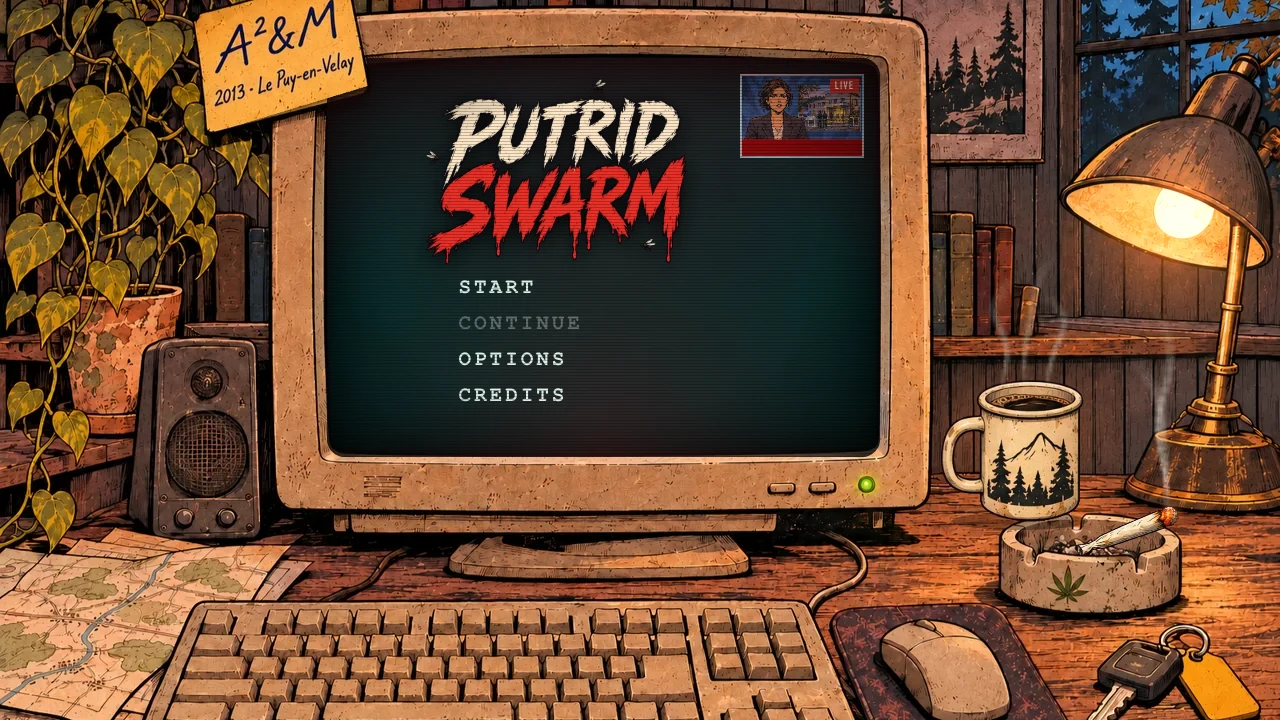 A²&M
2013 - Le Puy-en-Velay
LIVE
PUTRID
SWARM
START
CONTINUE
OPTIONS
CREDITS